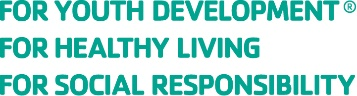 FOR YOUTH DEVELOPMENT®
FOR HEALTHY LIVING
FOR SOCIAL RESPONSIBILITY